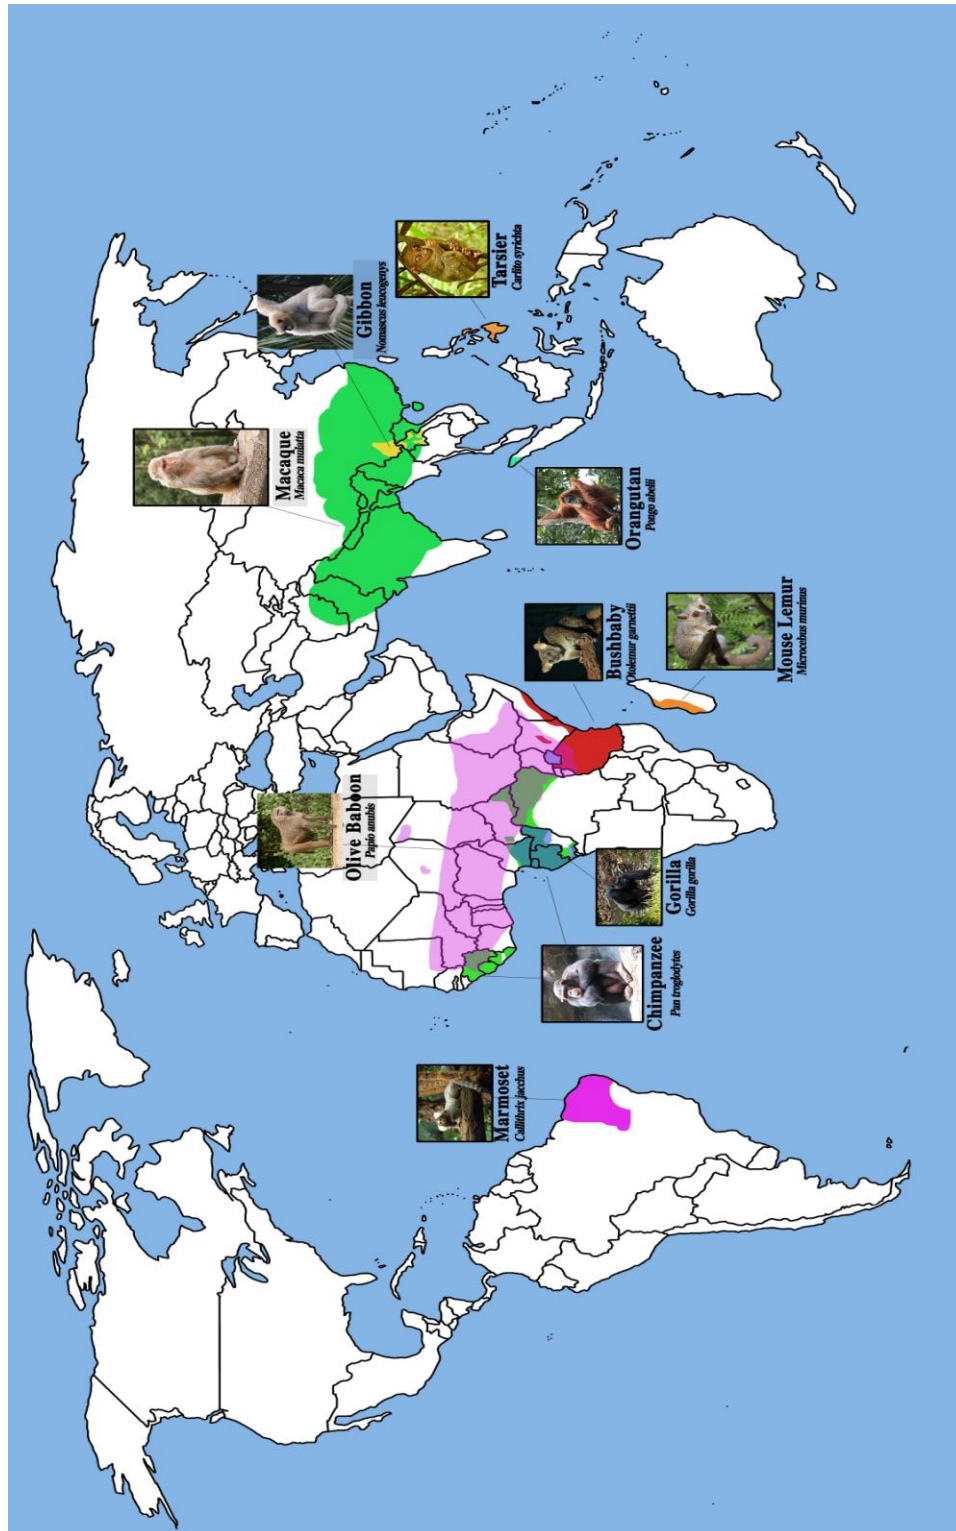 Macaque
Macaca mulatta
Olive Baboon
Papio anubis
Gibbon
Nomascus leucogenys
Marmoset
Callithrix jacchus
Tarsier
Carlito syrichta
Bushbaby
Otolemur garnettii
Orangutan
Pongo abelii
Chimpanzee
Pan troglodytes
Gorilla
Gorilla gorilla
Mouse Lemur
Microcebus murinus